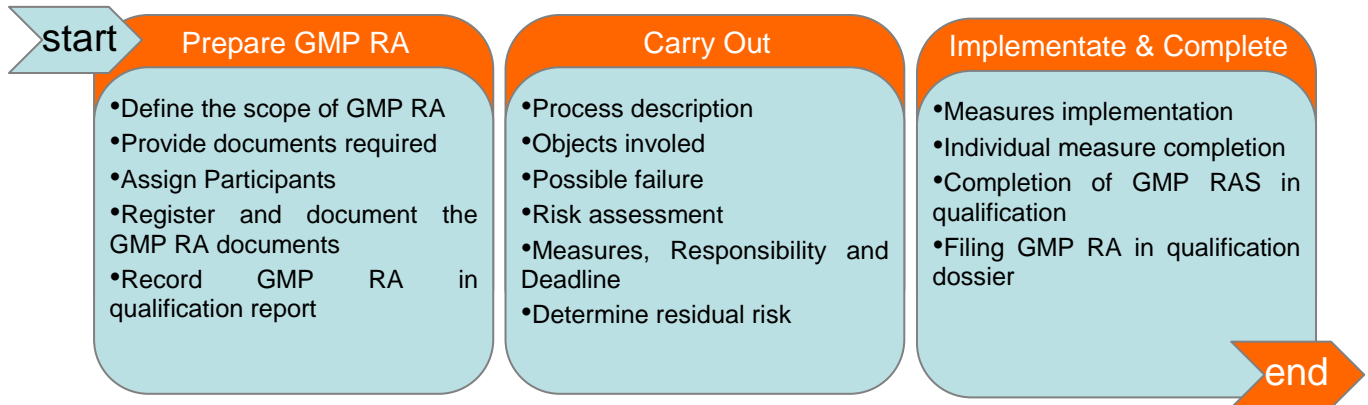 start
Prepare GMP RA
•Define the scope of GMP RA
•Provide documents required
•Assign Participants
•Register and document the
GMP RA documents
•Record GMP RA in
qualification report
Carry Out
•Process description
•Objects involed
•Possible failure
•Risk assessment
•Measures, Responsibility and
Deadline
•Determine residual risk
Implementate & Complete
•Measures implementation
•Individual measure completion
•Completion of GMP RAS in
qualification
•Filing GMP RA in qualification
dossier
end